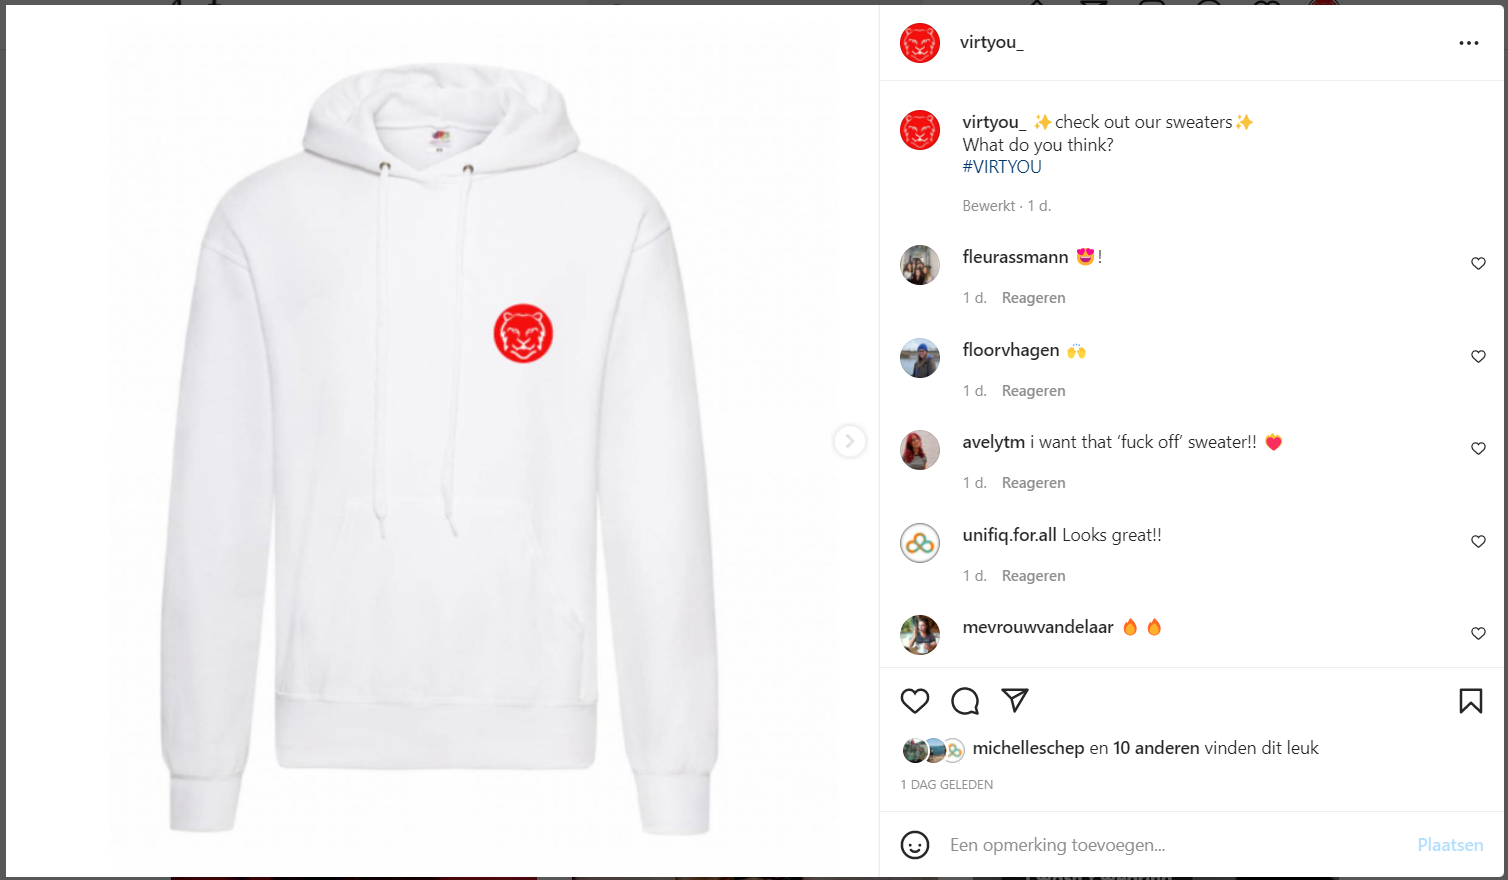 virtyou_
virtyou_ ✨check out our sweaters✨
What do you think?
#VIRTYOU
Bewerkt · 1 d.
fleurassmann 😍!
1 d. Reageren
floorvhagen 🙌
1 d. Reageren
avelytm i want that ‘fuck off’ sweater!! ❤️
1 d. Reageren
unifiq.for.all Looks great!!
1 d. Reageren
mevrouwvandelaar 🔥 🔥
michelleschep en 10 anderen vinden dit leuk
1 DAG GELEDEN
Een opmerking toevoegen...
Plaatsen